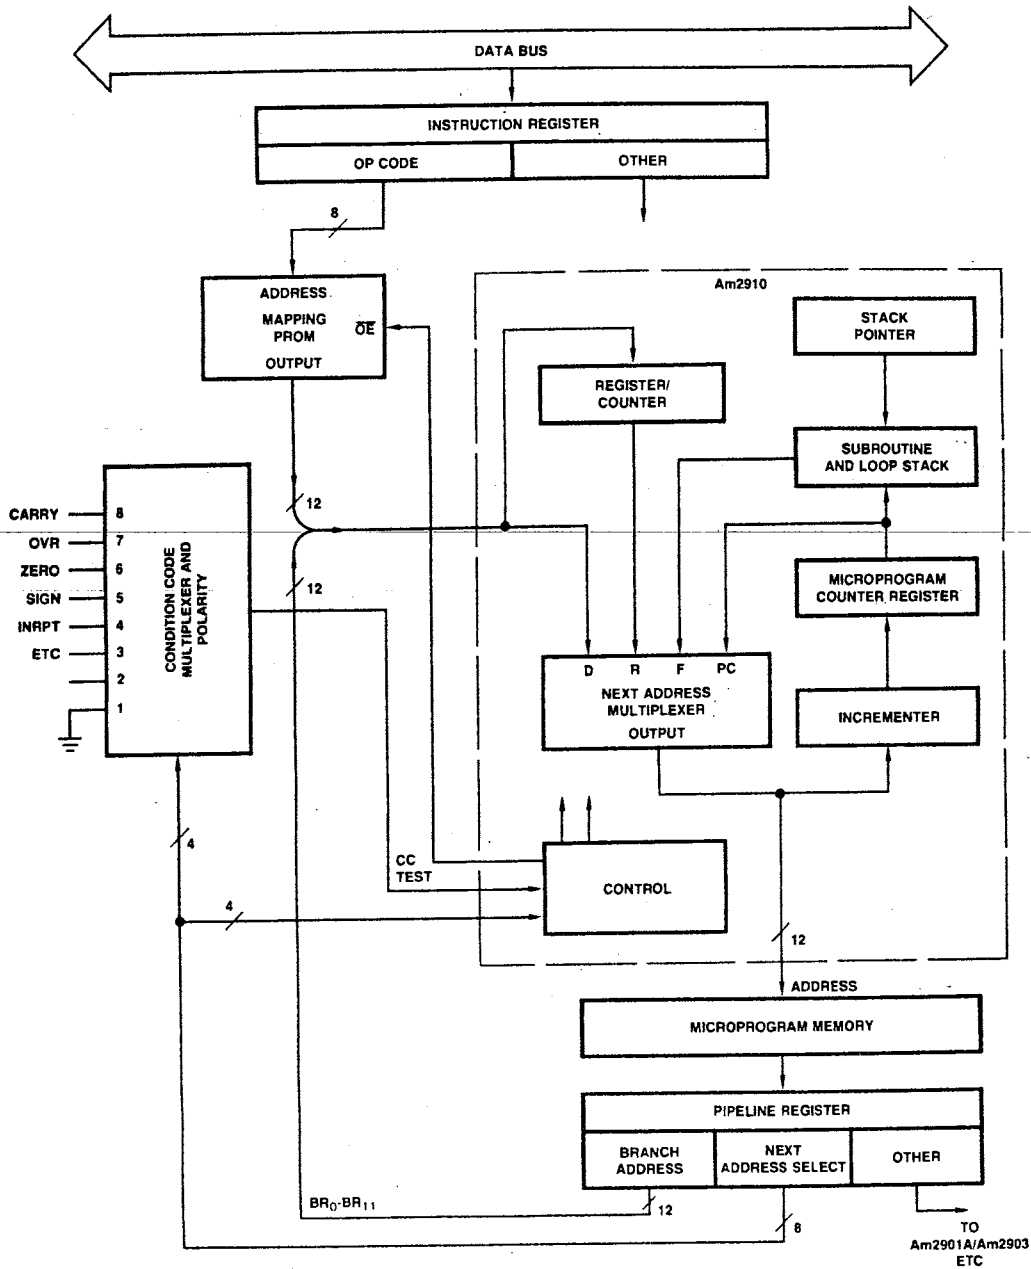 DATA BUS
INSTRUCTION REGISTER
OP CODE
OTHER
8
ADDRESS
MAPPING
PROM
OE
OUTPUT
Am2910
STACK
POINTER
REGISTER/
COUNTER
SUBROUTINE
AND LOOP STACK
12
CARRY
OVR
ZERO
SIGN
INRPT
ETC
8
7
6
5
4
3
2
1
CONDITION CODE
MULTIPLEXER AND
POLARITY
12
MICROPROGRAM
COUNTER REGISTER
D R F PC
NEXT ADDRESS
MULTIPLEXER
OUTPUT
INCREMENTER
4
CC
TEST
CONTROL
4
12
ADDRESS
MICROPROGRAM MEMORY
PIPELINE REGISTER
BRANCH
ADDRESS
NEXT
ADDRESS SELECT
OTHER
BR0-BR11
12
8
TO
Am2901A/Am2903
ETC